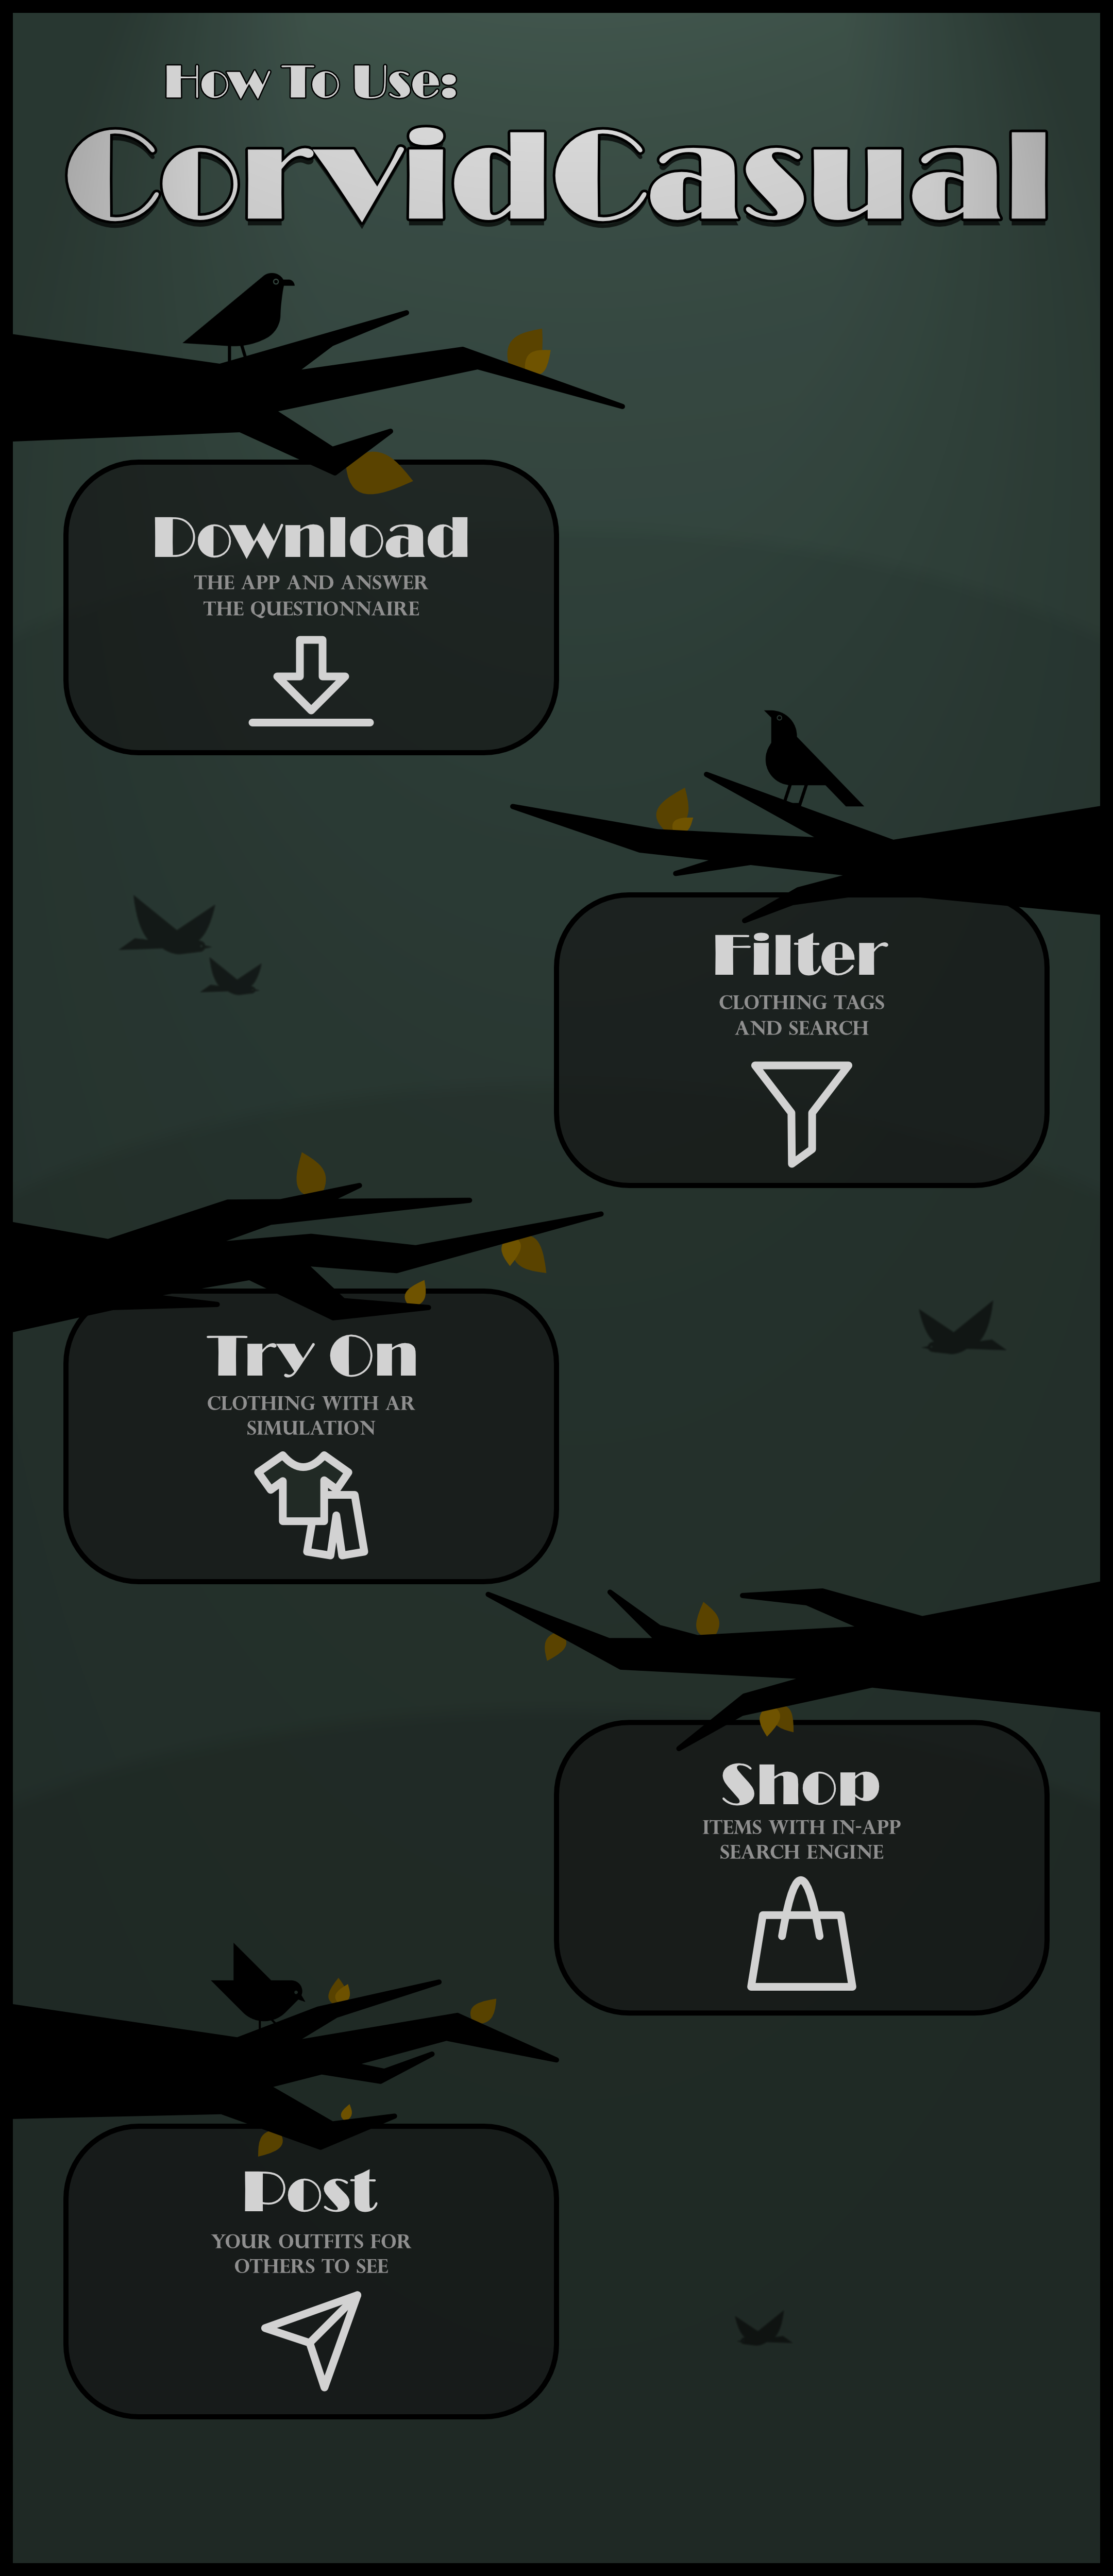 How To Use:
CorvidCasual
Download
THE APP AND ANSWER
THE QUESTIONNAIRE
Filter
CLOTHING TAGS
AND SEARCH
Try On
CLOTHING WITH AR
SIMULATION
Shop
ITEMS WITH IN-APP
SEARCH ENGINE
Post
YOUR OUTFITS FOR
OTHERS TO SEE